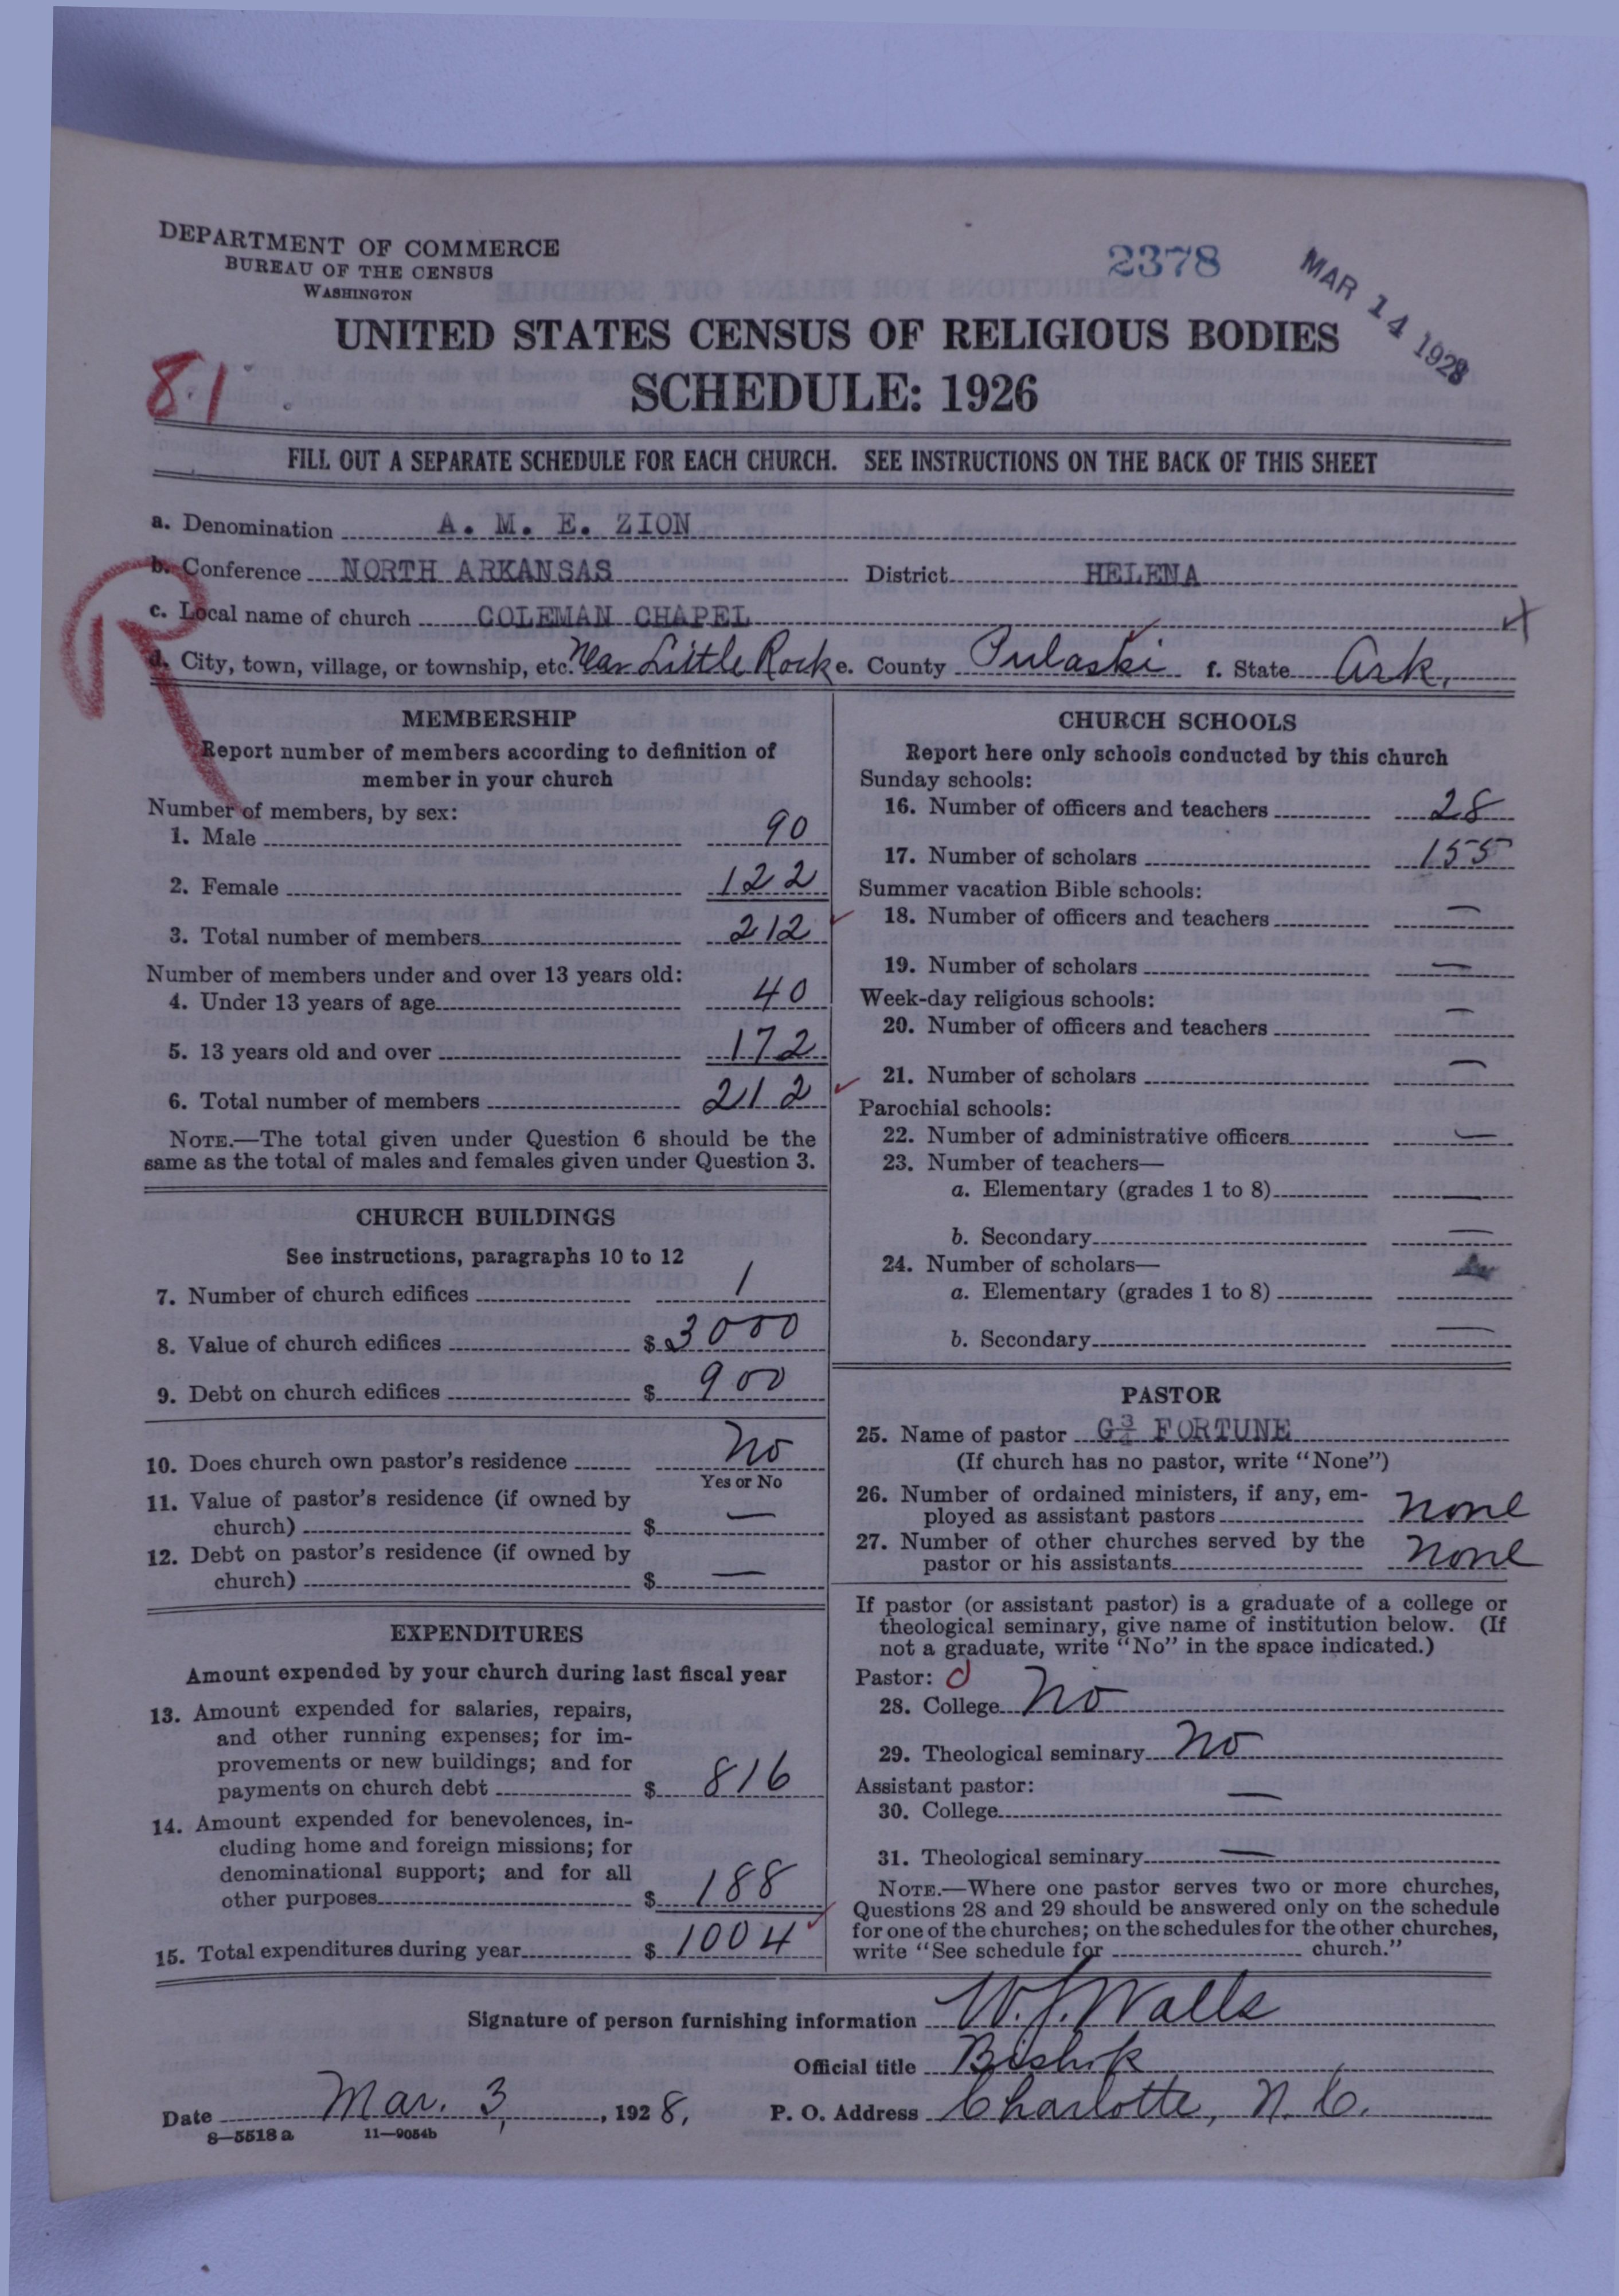 DEPARTMENT OF COMMERCE
BUREAU OF THE CENSUS
WASHINGTON
2378
MAR 14 1928
UNITED STATES CENSUS OF RELIGIOUS BODIES
81
SCHEDULE: 1926
FILL OUT A SEPARATE SCHEDULE FOR EACH CHURCH. SEE INSTRUCTIONS ON THE BACK OF THIS SHEET
a. Denomination A. M. E. ZION
b. Conference NORTH ARKANSAS District HELENA
c. Local name of church COLEMAN CHAPEL
d. City, town, village, or township, etc. Near Little Rock e. County Pulaski f. State Ark.
R
MEMBERSHIP
Report number of members according to definition of
member in your church
Number of members, by sex:
1. Male 90
2. Female 122
3. Total number of members 212
Number of members under and over 13 years old:
4. Under 13 years of age 40
5. 13 years old and over 172
6. Total number of members 212
NOTE.—The total given under Question 6 should be the
same as the total of males and females given under Question 3.
CHURCH BUILDINGS
See instructions, paragraphs 10 to 12
7. Number of church edifices 1
8. Value of church edifices $ 3000
9. Debt on church edifices $ 900
10. Does church own pastor's residence No
Yes or No
11. Value of pastor's residence (if owned by
church) $ —
12. Debt on pastor's residence (if owned by
church) $ —
EXPENDITURES
Amount expended by your church during last fiscal year
13. Amount expended for salaries, repairs,
and other running expenses; for im-
provements or new buildings; and for
payments on church debt $ 816
14. Amount expended for benevolences, in-
cluding home and foreign missions; for
denominational support; and for all
other purposes $ 188
15. Total expenditures during year $ 1004
CHURCH SCHOOLS
Report here only schools conducted by this church
Sunday schools:
16. Number of officers and teachers 28
17. Number of scholars 155
Summer vacation Bible schools:
18. Number of officers and teachers —
19. Number of scholars —
Week-day religious schools:
20. Number of officers and teachers —
21. Number of scholars —
Parochial schools:
22. Number of administrative officers —
23. Number of teachers—
a. Elementary (grades 1 to 8) —
b. Secondary —
24. Number of scholars—
a. Elementary (grades 1 to 8)
b. Secondary —
PASTOR
25. Name of pastor G¾ FORTUNE
(If church has no pastor, write "None")
26. Number of ordained ministers, if any, em-
ployed as assistant pastors none
27. Number of other churches served by the
pastor or his assistants none
If pastor (or assistant pastor) is a graduate of a college or
theological seminary, give name of institution below. (If
not a graduate, write "No" in the space indicated.)
Pastor:
28. College No
29. Theological seminary No
Assistant pastor:
30. College —
31. Theological seminary —
NOTE.—Where one pastor serves two or more churches,
Questions 28 and 29 should be answered only on the schedule
for one of the churches; on the schedules for the other churches,
write "See schedule for church."
Signature of person furnishing information W. J. Walls
Official title Bishop
Date Mar. 3, 1928, P. O. Address Charlotte, N. C.
8—5518 a 11—9054b